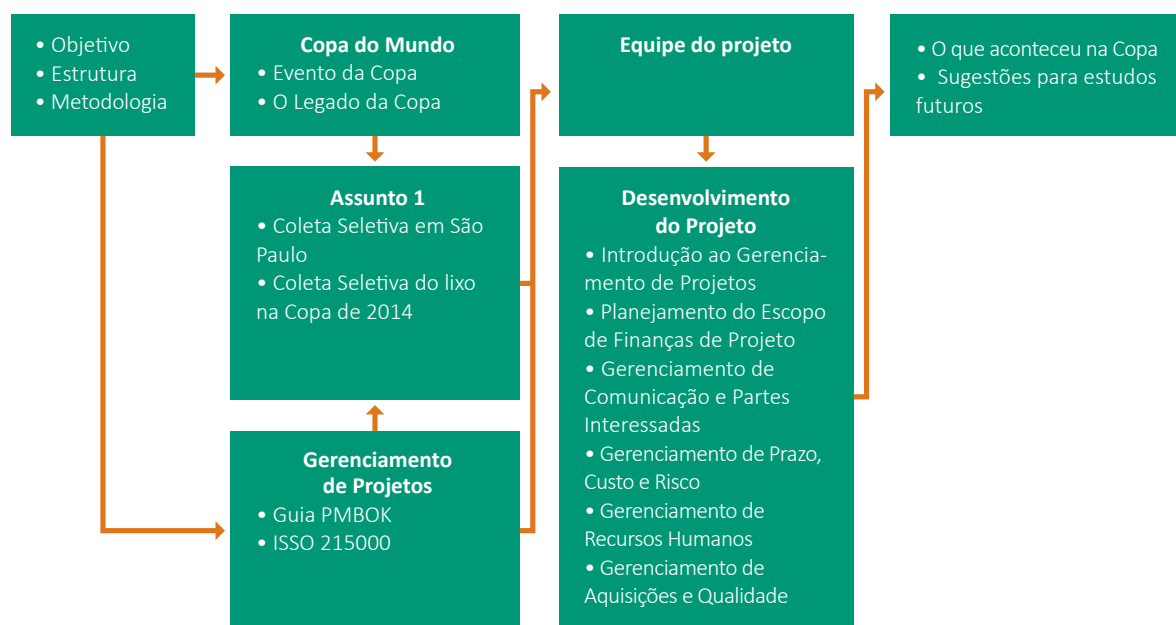 • Objetivo
• Estrutura
• Metodologia
Copa do Mundo
• Evento da Copa
• O Legado da Copa
Assunto 1
• Coleta Seletiva em São
Paulo
• Coleta Seletiva do lixo
na Copa de 2014
Gerenciamento
de Projetos
• Guia PMBOK
• ISSO 215000
Equipe do projeto
Desenvolvimento
do Projeto
• Introdução ao Gerencia-
mento de Projetos
• Planejamento do Escopo
de Finanças de Projeto
• Gerenciamento de
Comunicação e Partes
Interessadas
• Gerenciamento de Prazo,
Custo e Risco
• Gerenciamento de
Recursos Humanos
• Gerenciamento de
Aquisições e Qualidade
• O que aconteceu na Copa
• Sugestões para estudos
futuros